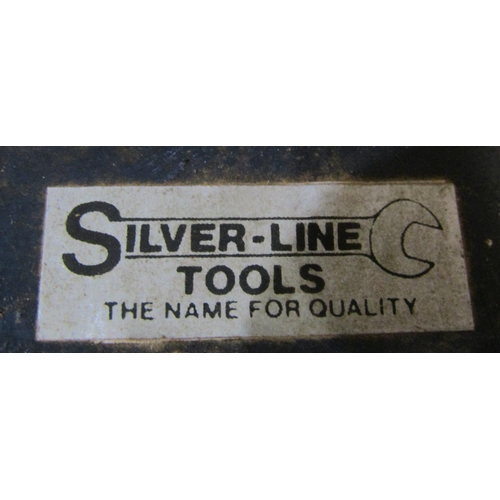 SILVER-LINE
TOOLS
THE NAME FOR QUALITY